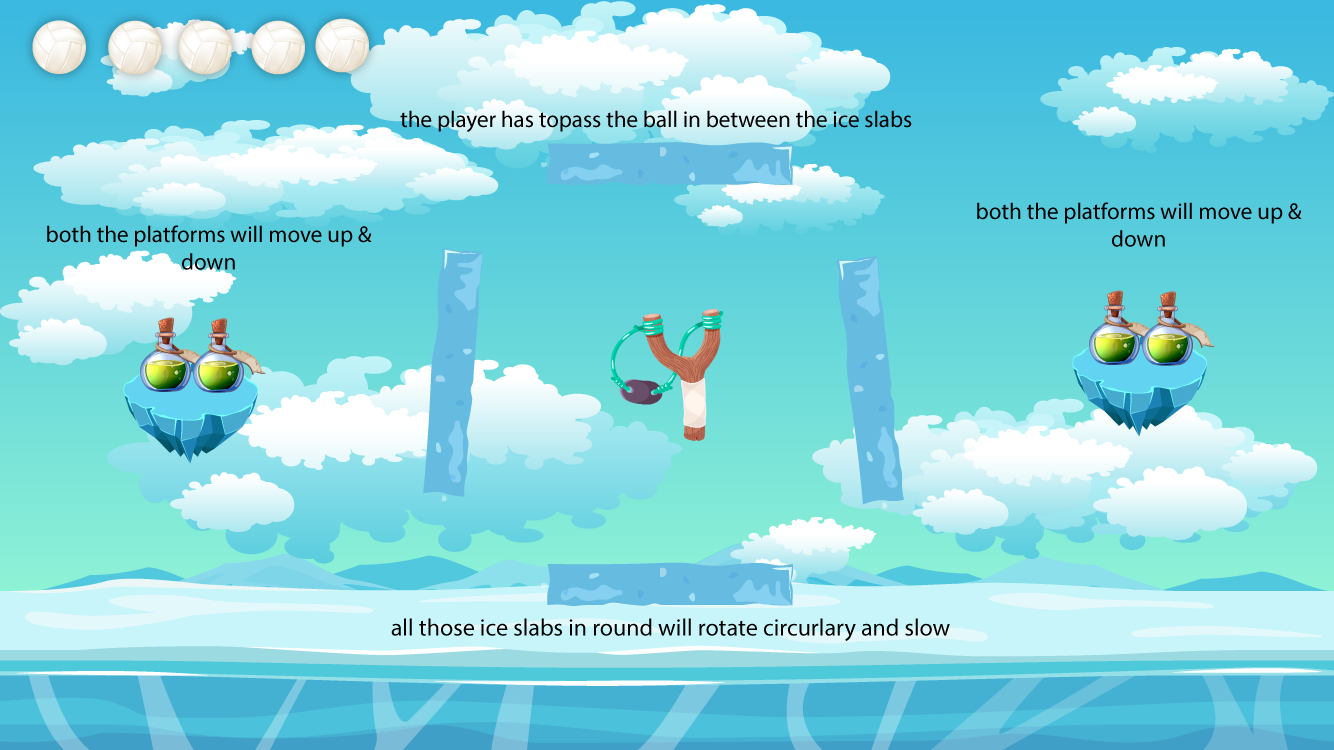 the player has topass the ball in between the ice slabs
both the platforms will move up &
down
both the platforms will move up &
down
all those ice slabs in round will rotate circurlary and slow